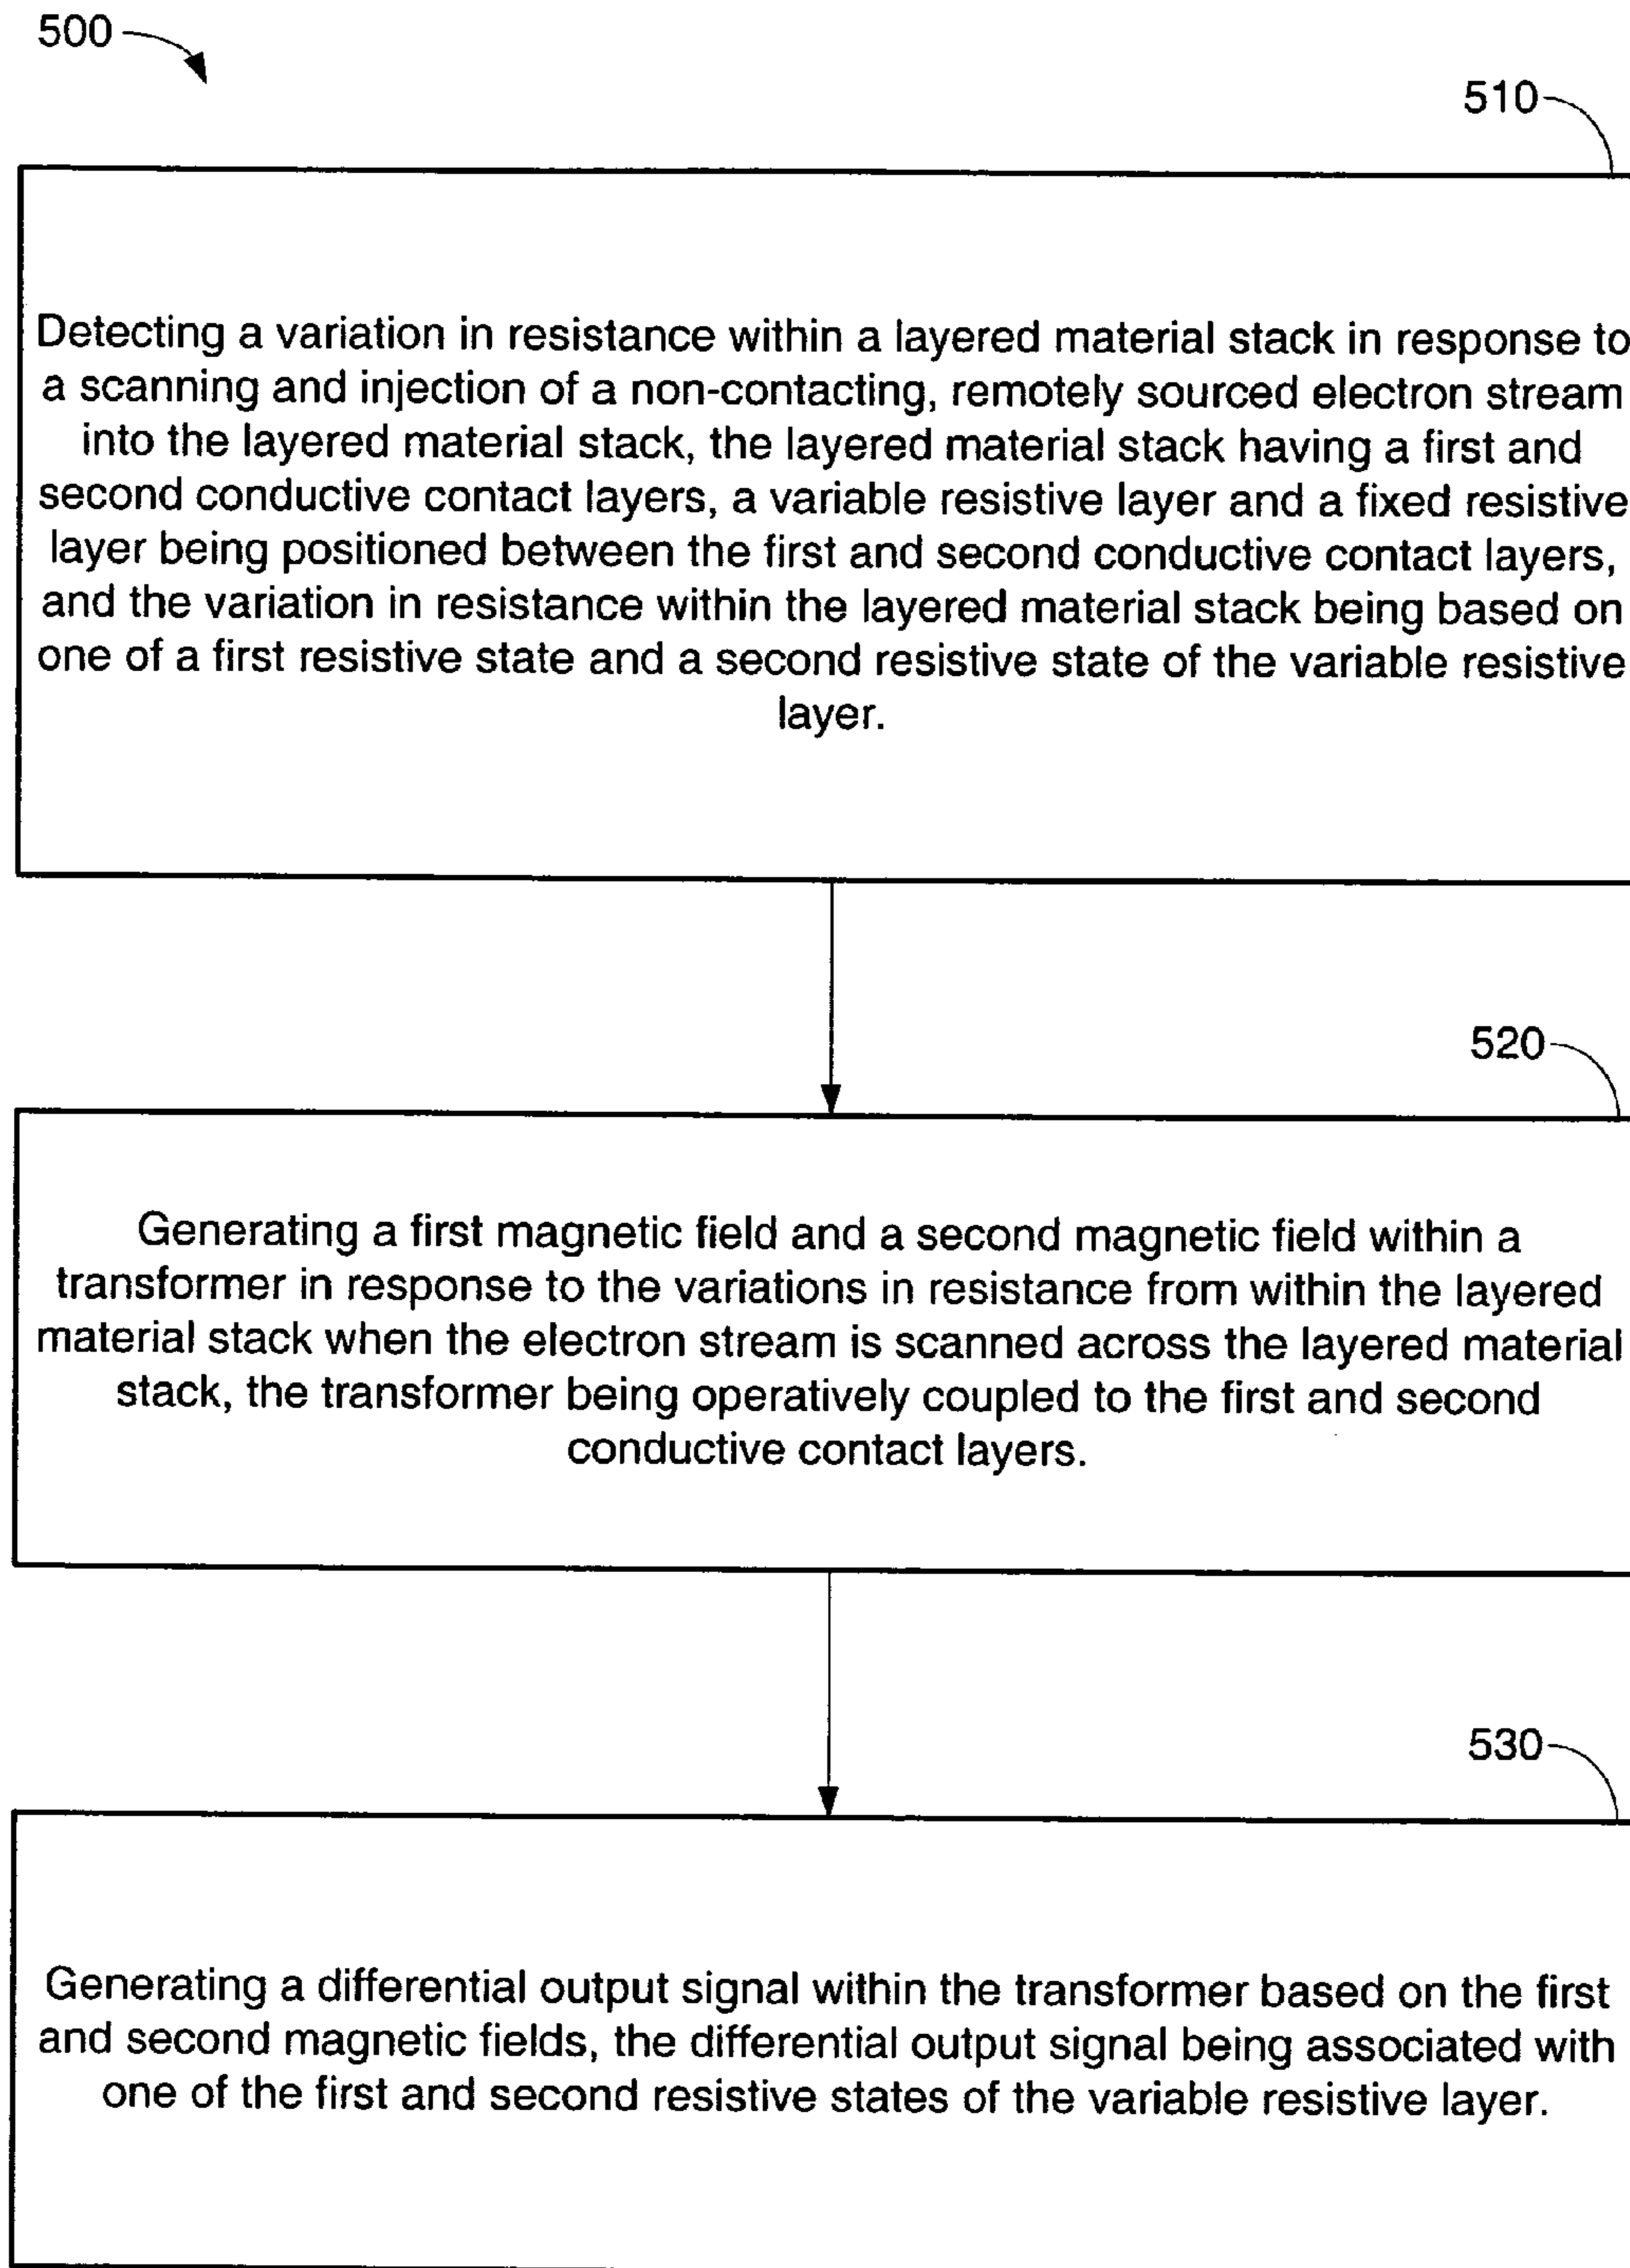 500
510
Detecting a variation in resistance within a layered material stack in response to
a scanning and injection of a non-contacting, remotely sourced electron stream
into the layered material stack, the layered material stack having a first and
second conductive contact layers, a variable resistive layer and a fixed resistive
layer being positioned between the first and second conductive contact layers,
and the variation in resistance within the layered material stack being based on
one of a first resistive state and a second resistive state of the variable resistive
layer.
520
Generating a first magnetic field and a second magnetic field within a
transformer in response to the variations in resistance from within the layered
material stack when the electron stream is scanned across the layered material
stack, the transformer being operatively coupled to the first and second
conductive contact layers.
530
Generating a differential output signal within the transformer based on the first
and second magnetic fields, the differential output signal being associated with
one of the first and second resistive states of the variable resistive layer.